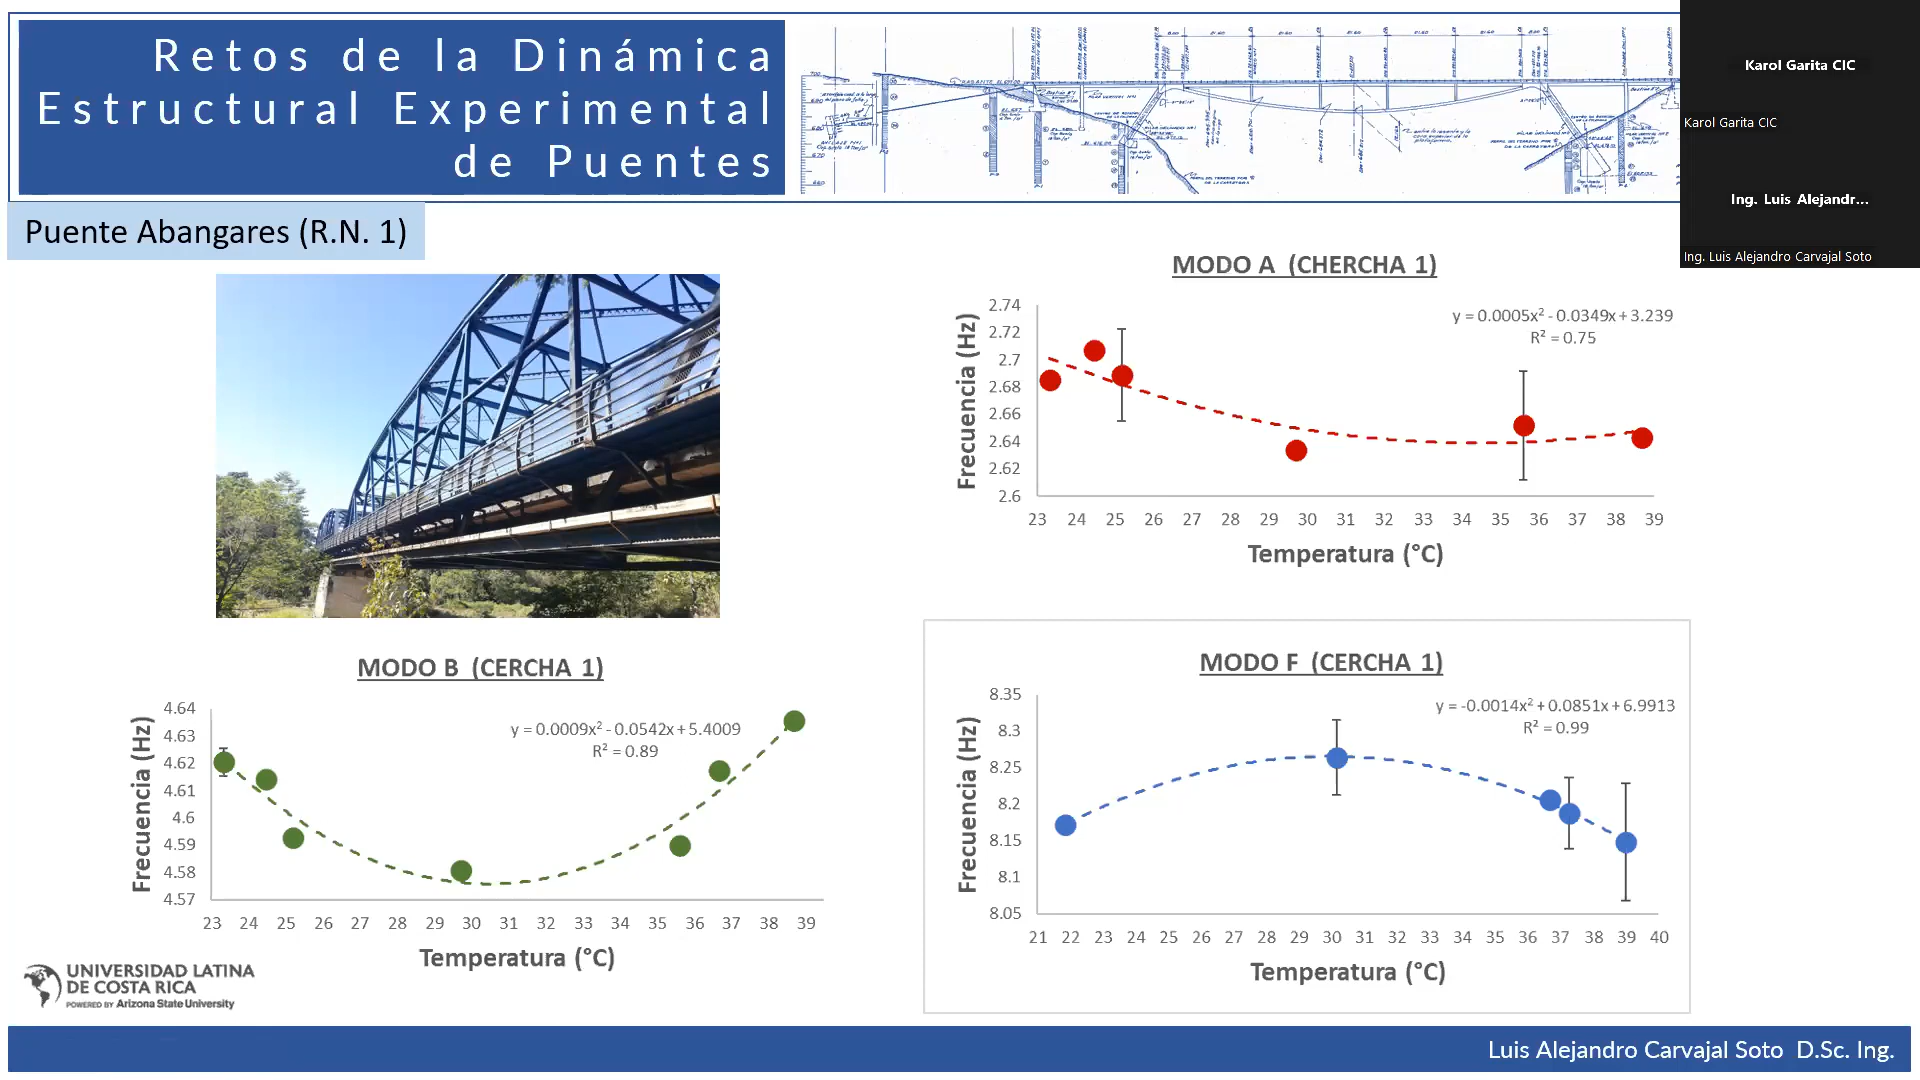 Retos de la Dinámica
Estructural Experimental
de Puentes
Karol Garita CIC
Karol Garita CIC
Ing. Luis Alejandr...
Ing. Luis Alejandro Carvajal Soto
Puente Abangares (R.N. 1)
MODO A (CHERCHA 1)
y = 0.0005x² - 0.0349x + 3.239
R² = 0.75
Frecuencia (Hz)
2.74
2.72
2.7
2.68
2.66
2.64
2.62
2.6
23 24 25 26 27 28 29 30 31 32 33 34 35 36 37 38 39
Temperatura (°C)
MODO B (CERCHA 1)
y = 0.0009x² - 0.0542x + 5.4009
R² = 0.89
Frecuencia (Hz)
4.64
4.63
4.62
4.61
4.6
4.59
4.58
4.57
23 24 25 26 27 28 29 30 31 32 33 34 35 36 37 38 39
Temperatura (°C)
MODO F (CERCHA 1)
y = -0.0014x² + 0.0851x + 6.9913
R² = 0.99
Frecuencia (Hz)
8.35
8.3
8.25
8.2
8.15
8.1
8.05
21 22 23 24 25 26 27 28 29 30 31 32 33 34 35 36 37 38 39 40
Temperatura (°C)
UNIVERSIDAD LATINA
DE COSTA RICA
POWERED BY Arizona State University
Luis Alejandro Carvajal Soto D.Sc. Ing.